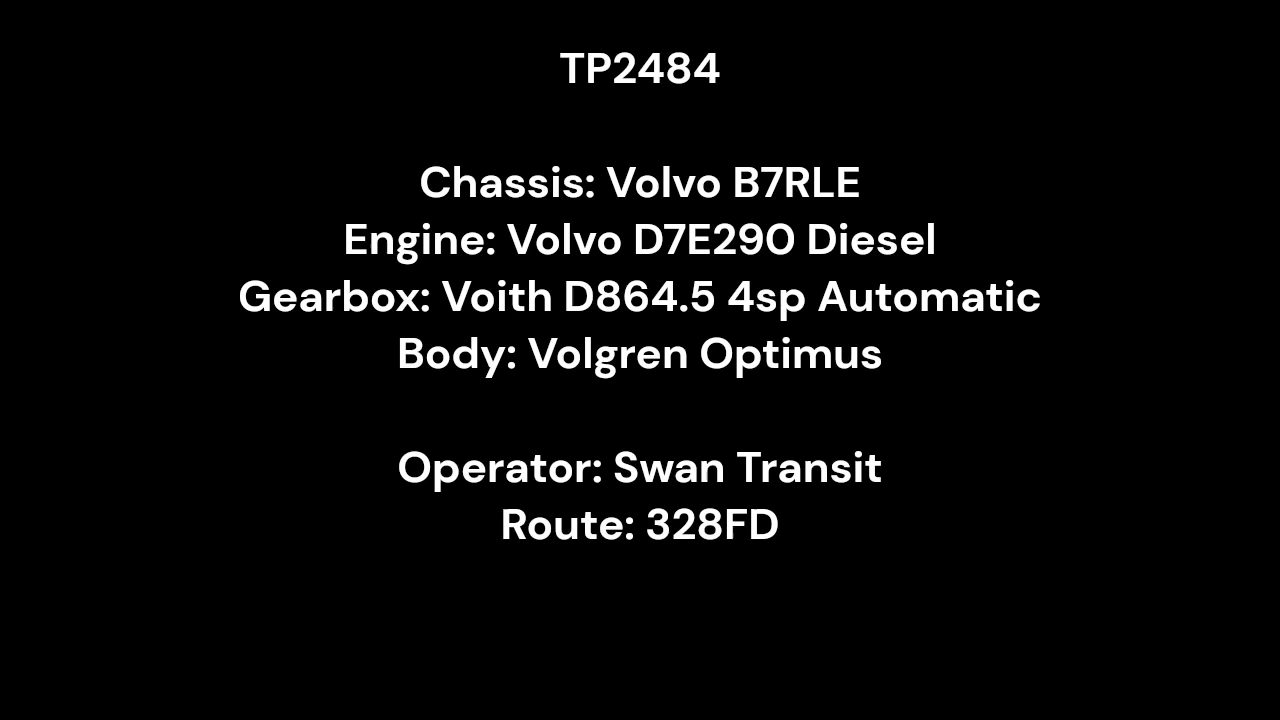 TP2484
Chassis: Volvo B7RLE
Engine: Volvo D7E290 Diesel
Gearbox: Voith D864.5 4sp Automatic
Body: Volgren Optimus
Operator: Swan Transit
Route: 328FD